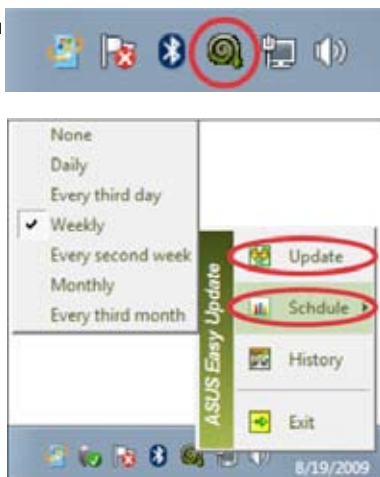 None
Daily
Every third day
Weekly
Every second week
Monthly
Every third month
ASUS Easy Update
Update
Schdule
History
Exit
8/19/2009